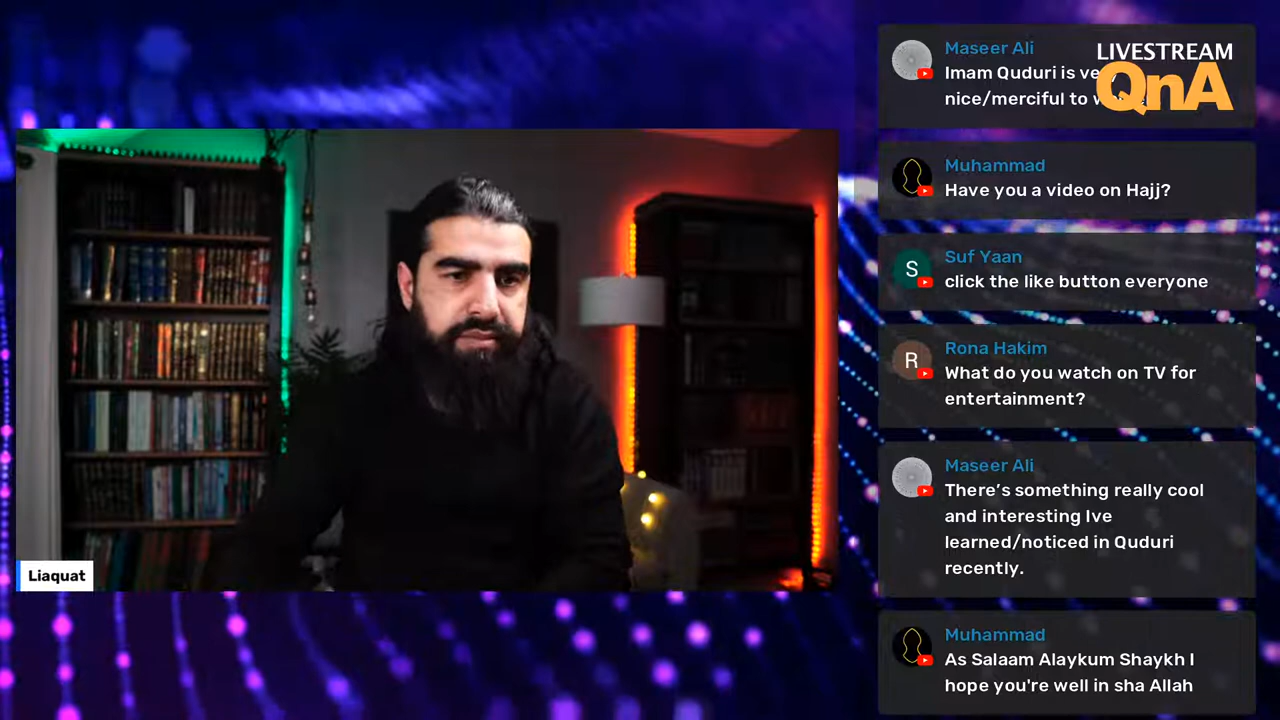 Maseer Ali
Imam Quduri is
nice/merciful to
LIVESTREAM
QnA
Muhammad
Have you a video on Hajj?
S
Suf Yaan
click the like button everyone
R
Rona Hakim
What do you watch on TV for
entertainment?
Maseer Ali
There's something really cool
and interesting Ive
learned/noticed in Quduri
recently.
Muhammad
As Salaam Alaykum Shaykh I
hope you're well in sha Allah
Liaquat